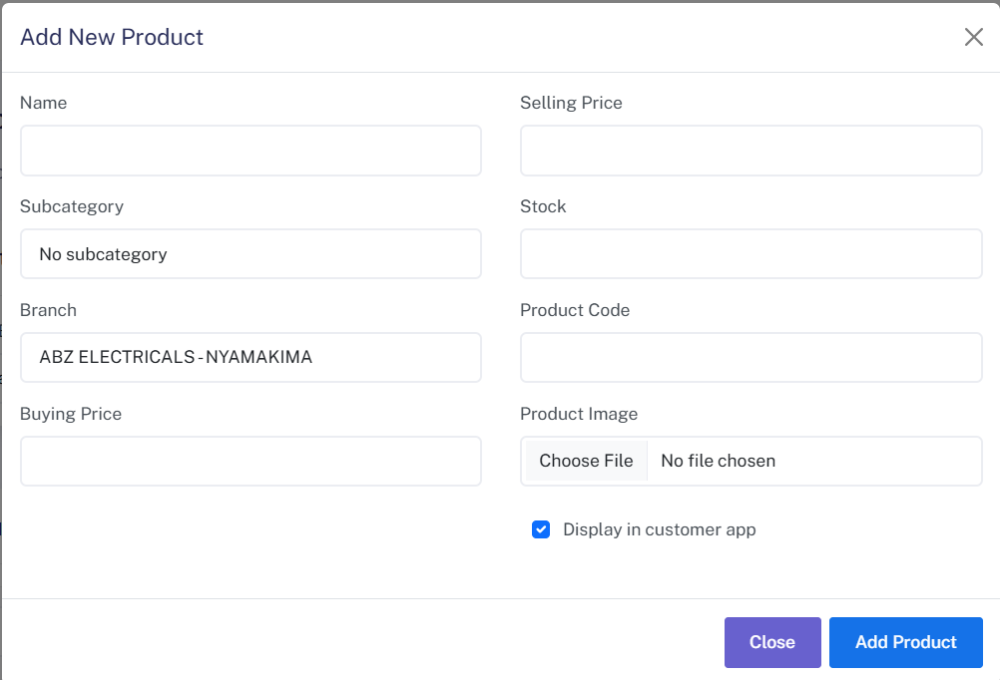 Add New Product
Name
Selling Price
Subcategory
No subcategory
Stock
Branch
ABZ ELECTRICALS - NYAMAKIMA
Product Code
Buying Price
Product Image
Choose File
No file chosen
Display in customer app
Close
Add Product